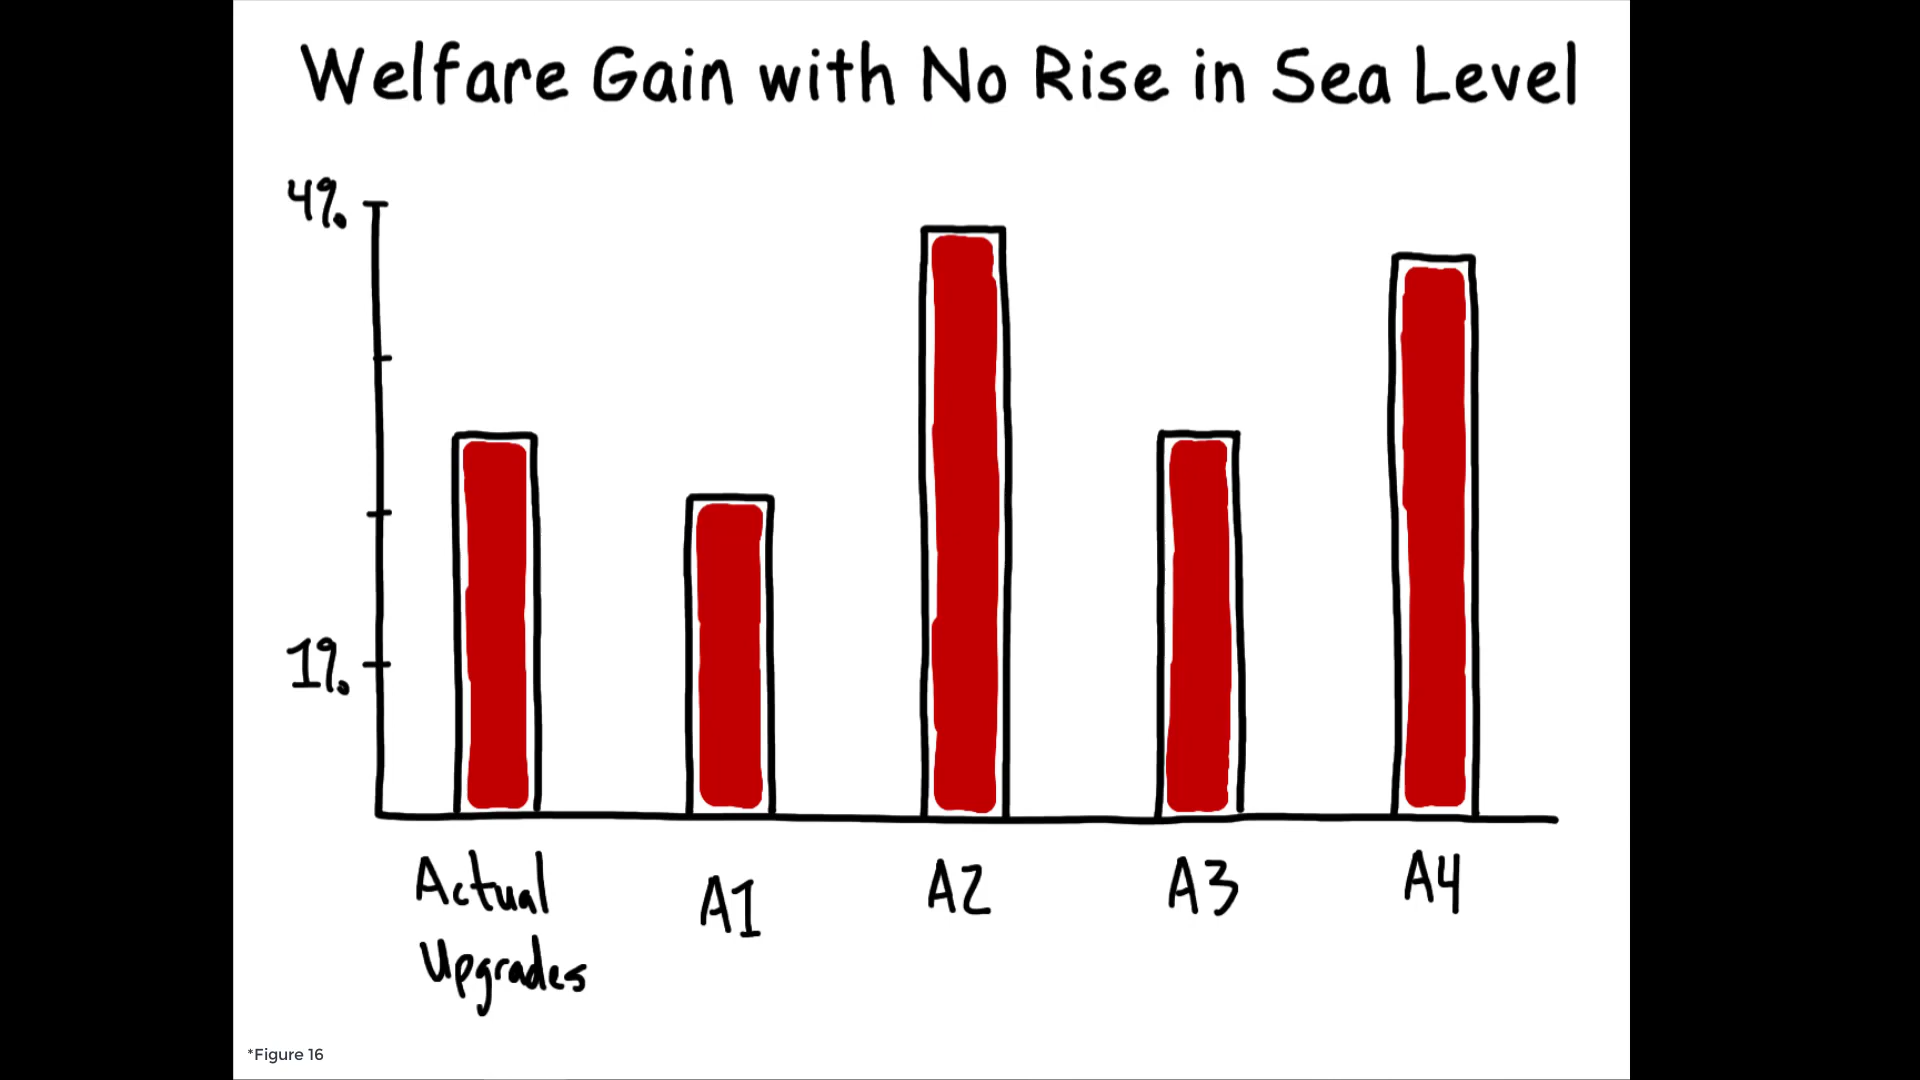 Welfare Gain with No Rise in Sea Level
4%
1%
Actual
Upgrades
A1
A2
A3
A4
*Figure 16